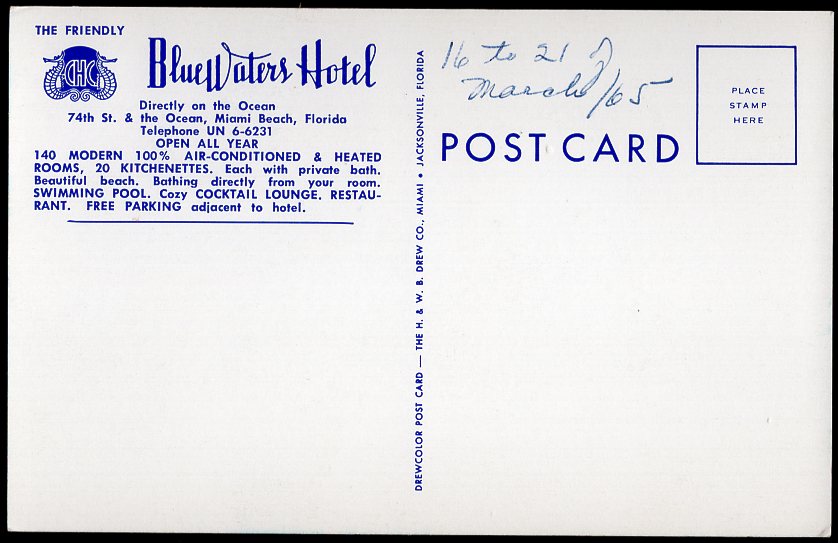 THE FRIENDLY
CHC
BlueWaters Hotel
Directly on the Ocean
74th St. & the Ocean, Miami Beach, Florida
Telephone UN 6-6231
OPEN ALL YEAR
140 MODERN 100% AIR-CONDITIONED & HEATED
ROOMS, 20 KITCHENETTES. Each with private bath.
Beautiful beach. Bathing directly from your room.
SWIMMING POOL. Cozy COCKTAIL LOUNGE. RESTAU-
RANT. FREE PARKING adjacent to hotel.
DREWCOLOR POST CARD — THE H. & W. B. DREW CO., MIAMI • JACKSONVILLE, FLORIDA
16 to 21 of
March/65
POST CARD
PLACE
STAMP
HERE